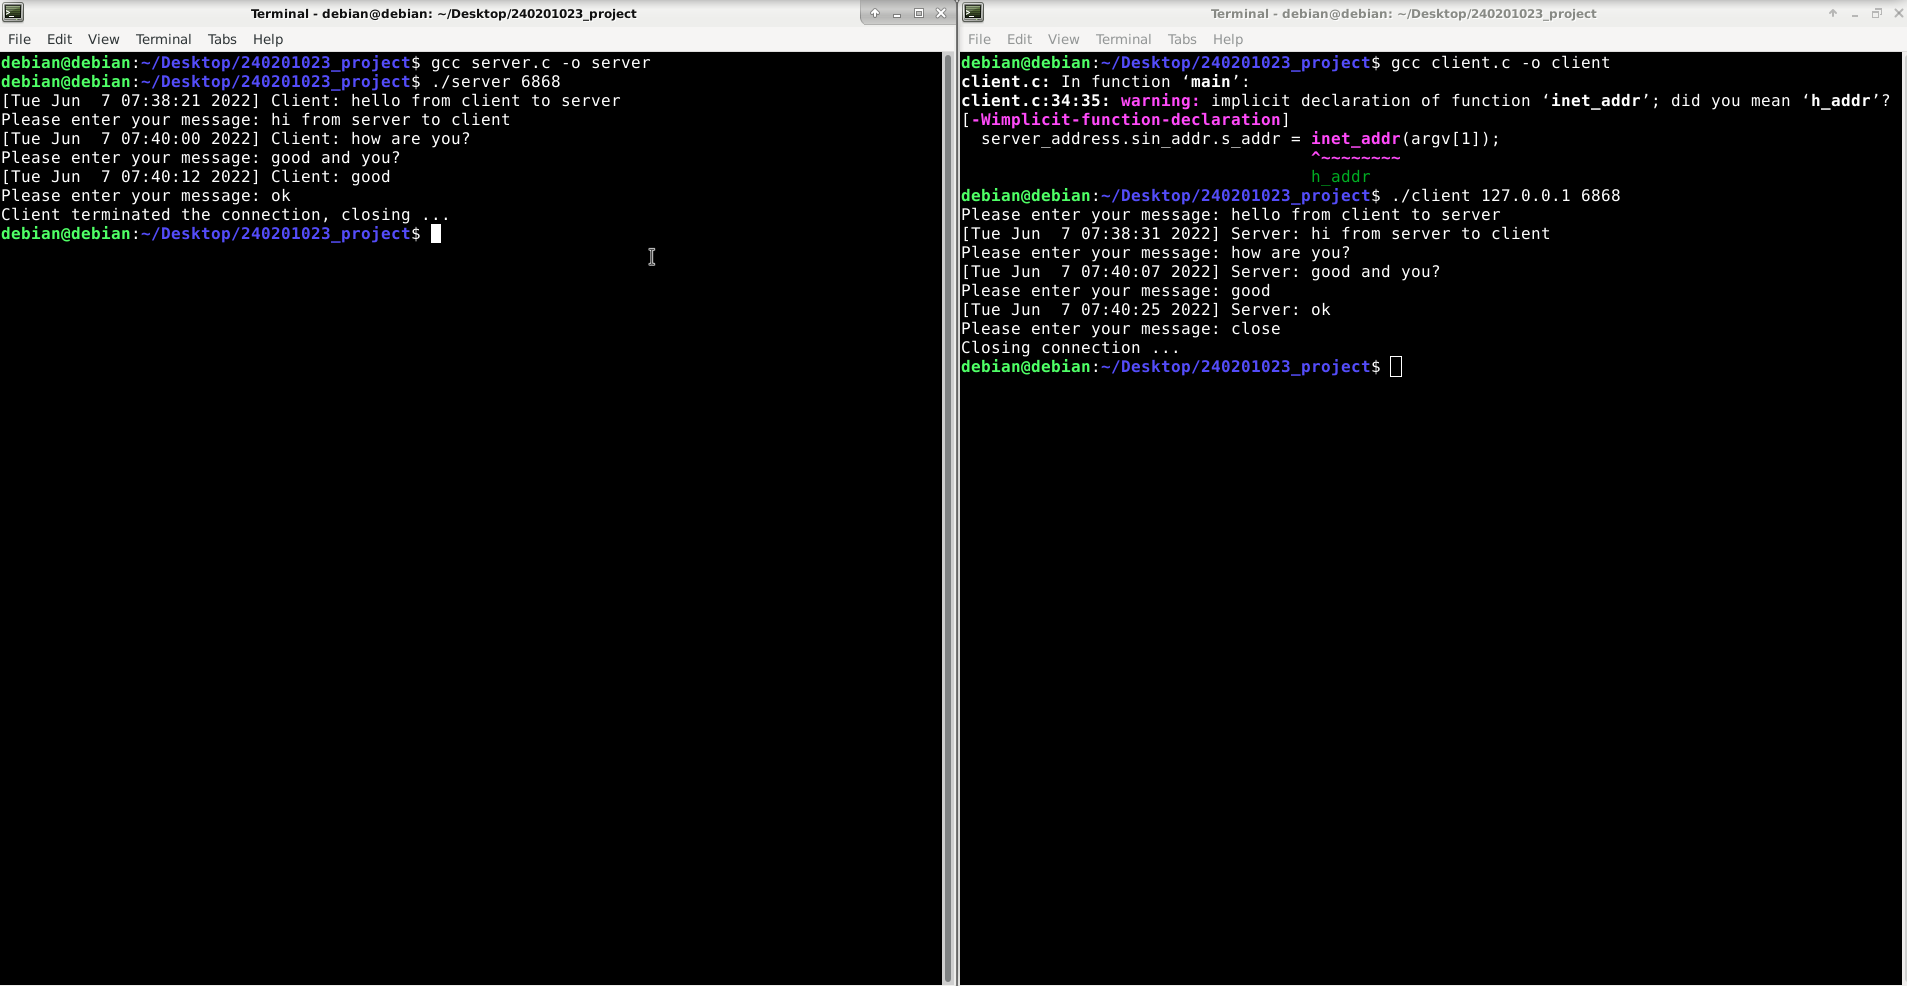 Terminal - debian@debian: ~/Desktop/240201023_project
File Edit View Terminal Tabs Help
debian@debian:~/Desktop/240201023_project$ gcc server.c -o server
debian@debian:~/Desktop/240201023_project$ ./server 6868
[Tue Jun  7 07:38:21 2022] Client: hello from client to server
Please enter your message: hi from server to client
[Tue Jun  7 07:40:00 2022] Client: how are you?
Please enter your message: good and you?
[Tue Jun  7 07:40:12 2022] Client: good
Please enter your message: ok
Client terminated the connection, closing ...
debian@debian:~/Desktop/240201023_project$
Terminal - debian@debian: ~/Desktop/240201023_project
File Edit View Terminal Tabs Help
debian@debian:~/Desktop/240201023_project$ gcc client.c -o client
client.c: In function ‘main’:
client.c:34:35: warning: implicit declaration of function ‘inet_addr’; did you mean ‘h_addr’?
[-Wimplicit-function-declaration]
  server_address.sin_addr.s_addr = inet_addr(argv[1]);
                                   ^~~~~~~~~
                                   h_addr
debian@debian:~/Desktop/240201023_project$ ./client 127.0.0.1 6868
Please enter your message: hello from client to server
[Tue Jun  7 07:38:31 2022] Server: hi from server to client
Please enter your message: how are you?
[Tue Jun  7 07:40:07 2022] Server: good and you?
Please enter your message: good
[Tue Jun  7 07:40:25 2022] Server: ok
Please enter your message: close
Closing connection ...
debian@debian:~/Desktop/240201023_project$